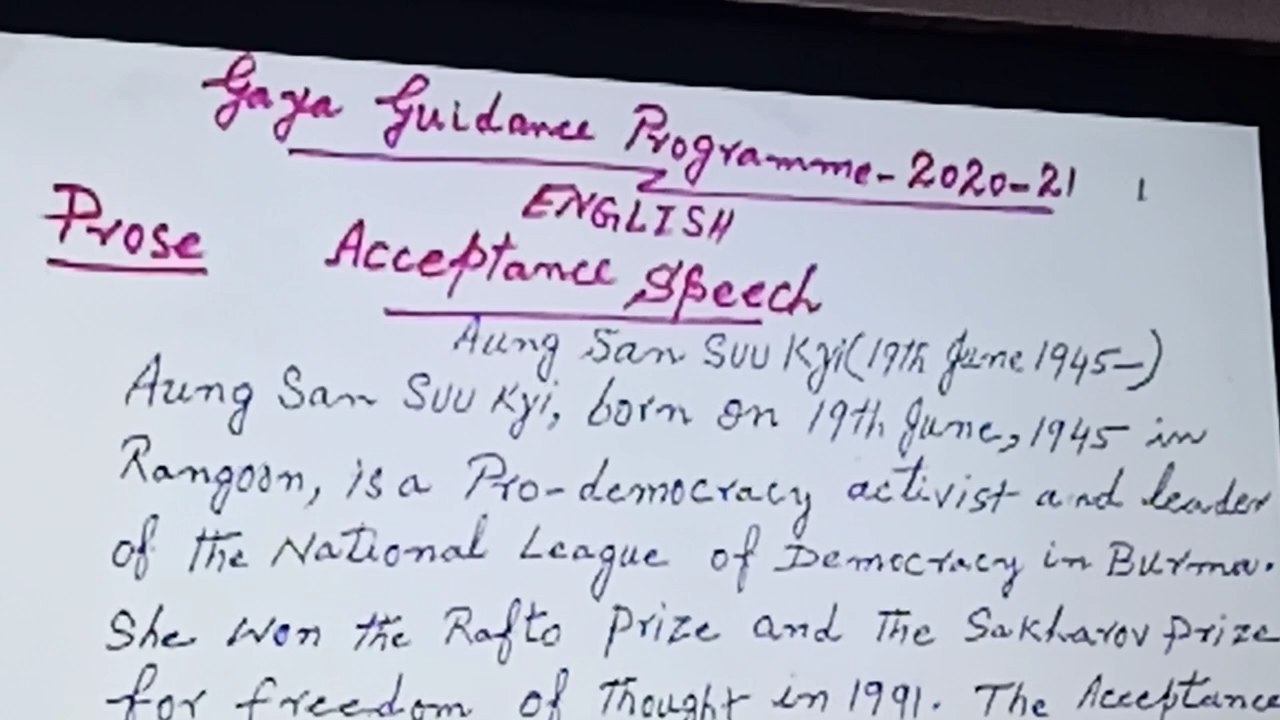 Gaya Guidance Programme-2020-21 1
ENGLISH
Prose Acceptance Speech
Aung San Suu Kyi(19th June 1945-)
Aung San Suu Kyi, born on 19th June, 1945 in
Rangoon, is a Pro-democracy activist and leader
of the National League of Democracy in Burma.
She won the Rafto Prize and The Sakharov Prize
for freedom of Thought in 1991. The Acceptance